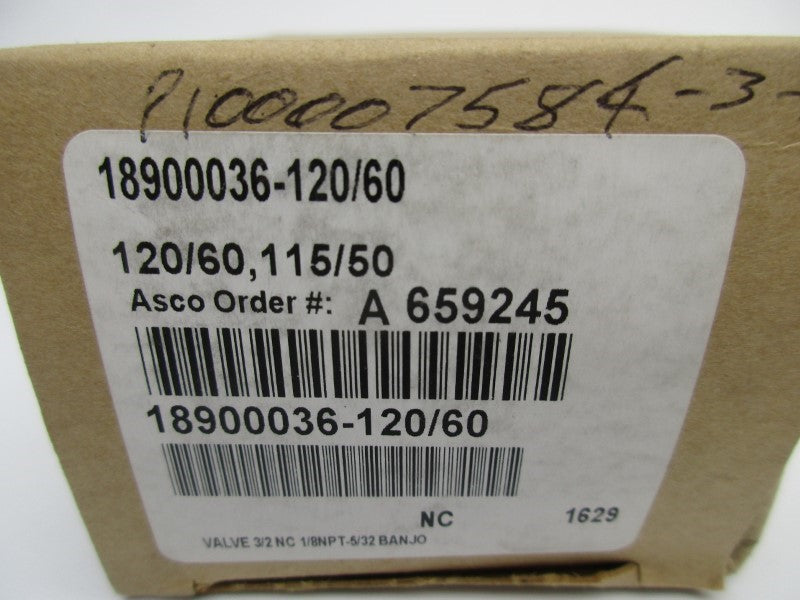 P100007584-3-
18900036-120/60
120/60,115/50
Asco Order #: A 659245
18900036-120/60
NC 1629
VALVE 3/2 NC 1/8NPT-5/32 BANJO